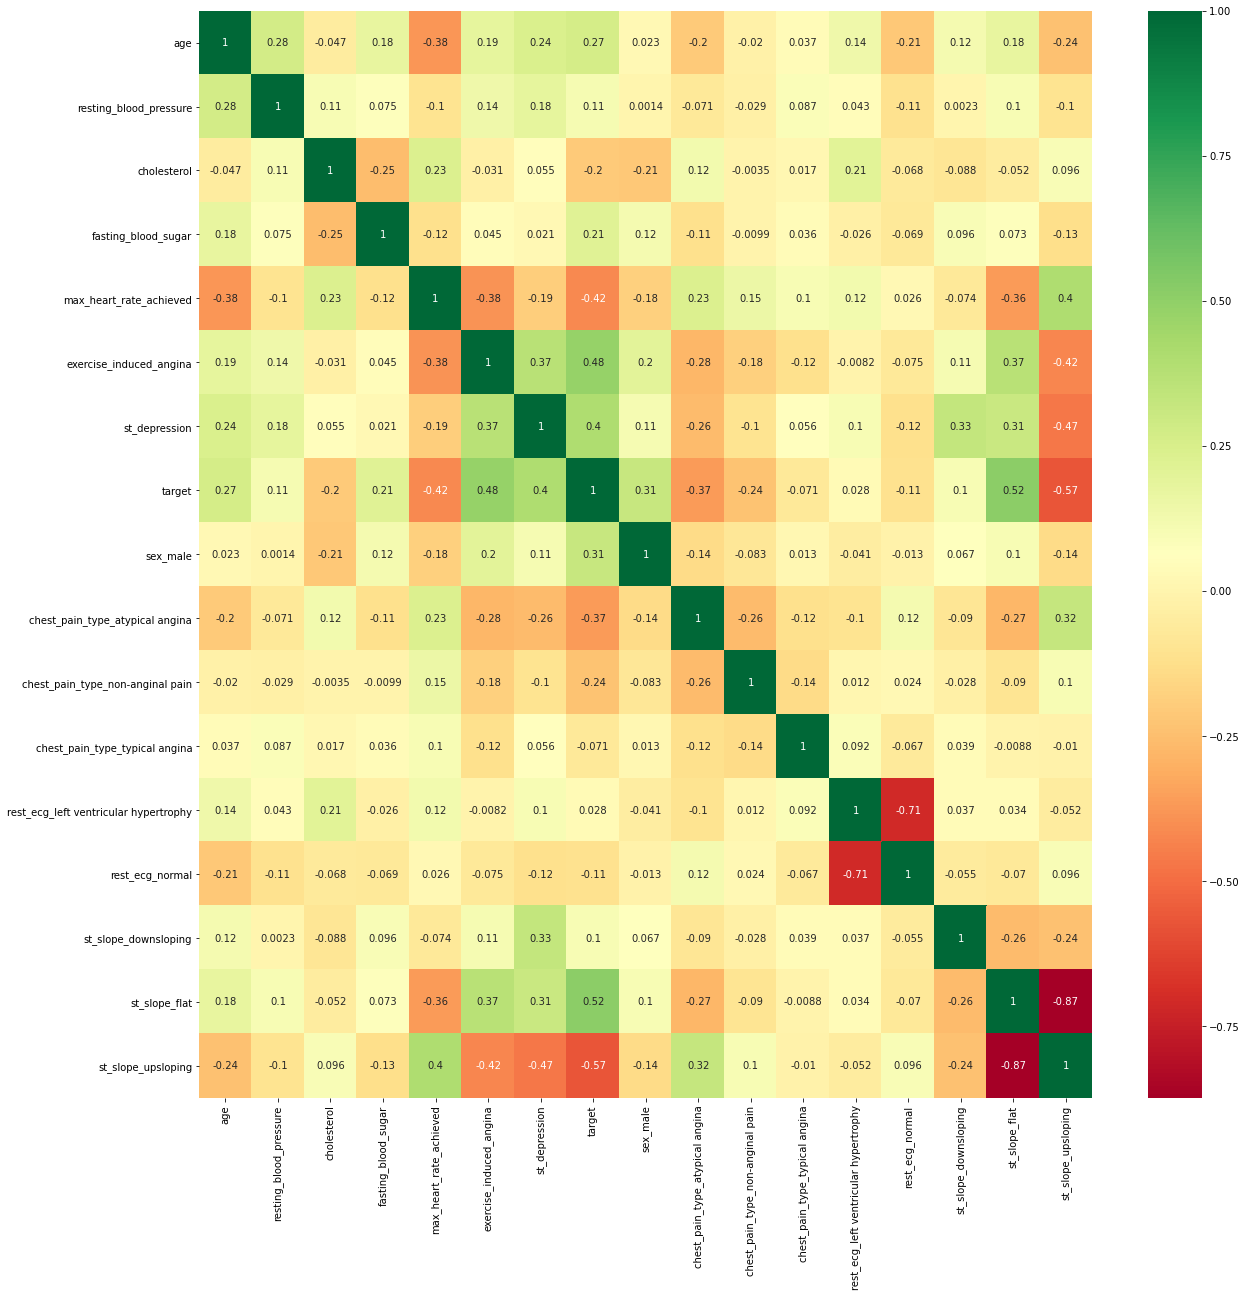 age 1 0.28 -0.047 0.18 -0.38 0.19 0.24 0.27 0.023 -0.2 -0.02 0.037 0.14 -0.21 0.12 0.18 -0.24
resting_blood_pressure 0.28 1 0.11 0.075 -0.1 0.14 0.18 0.11 0.0014 -0.071 -0.029 0.087 0.043 -0.11 0.0023 0.1 -0.1
cholesterol -0.047 0.11 1 -0.25 0.23 -0.031 0.055 -0.2 -0.21 0.12 -0.0035 0.017 0.21 -0.068 -0.088 -0.052 0.096
fasting_blood_sugar 0.18 0.075 -0.25 1 -0.12 0.045 0.021 0.21 0.12 -0.11 -0.0099 0.036 -0.026 -0.069 0.096 0.073 -0.13
max_heart_rate_achieved -0.38 -0.1 0.23 -0.12 1 -0.38 -0.19 -0.42 -0.18 0.23 0.15 0.1 0.12 0.026 -0.074 -0.36 0.4
exercise_induced_angina 0.19 0.14 -0.031 0.045 -0.38 1 0.37 0.48 0.2 -0.28 -0.18 -0.12 -0.0082 -0.075 0.11 0.37 -0.42
st_depression 0.24 0.18 0.055 0.021 -0.19 0.37 1 0.4 0.11 -0.26 -0.1 0.056 0.1 -0.12 0.33 0.31 -0.47
target 0.27 0.11 -0.2 0.21 -0.42 0.48 0.4 1 0.31 -0.37 -0.24 -0.071 0.028 -0.11 0.1 0.52 -0.57
sex_male 0.023 0.0014 -0.21 0.12 -0.18 0.2 0.11 0.31 1 -0.14 -0.083 0.013 -0.041 -0.013 0.067 0.1 -0.14
chest_pain_type_atypical angina -0.2 -0.071 0.12 -0.11 0.23 -0.28 -0.26 -0.37 -0.14 1 -0.26 -0.12 -0.1 0.12 -0.09 -0.27 0.32
chest_pain_type_non-anginal pain -0.02 -0.029 -0.0035 -0.0099 0.15 -0.18 -0.1 -0.24 -0.083 -0.26 1 -0.14 0.012 0.024 -0.028 -0.09 0.1
chest_pain_type_typical angina 0.037 0.087 0.017 0.036 0.1 -0.12 0.056 -0.071 0.013 -0.12 -0.14 1 0.092 -0.067 0.039 -0.0088 -0.01
rest_ecg_left ventricular hypertrophy 0.14 0.043 0.21 -0.026 0.12 -0.0082 0.1 0.028 -0.041 -0.1 0.012 0.092 1 -0.71 0.037 0.034 -0.052
rest_ecg_normal -0.21 -0.11 -0.068 -0.069 0.026 -0.075 -0.12 -0.11 -0.013 0.12 0.024 -0.067 -0.71 1 -0.055 -0.07 0.096
st_slope_downsloping 0.12 0.0023 -0.088 0.096 -0.074 0.11 0.33 0.1 0.067 -0.09 -0.028 0.039 0.037 -0.055 1 -0.26 -0.24
st_slope_flat 0.18 0.1 -0.052 0.073 -0.36 0.37 0.31 0.52 0.1 -0.27 -0.09 -0.0088 0.034 -0.07 -0.26 1 -0.87
st_slope_upsloping -0.24 -0.1 0.096 -0.13 0.4 -0.42 -0.47 -0.57 -0.14 0.32 0.1 -0.01 -0.052 0.096 -0.24 -0.87 1
age
resting_blood_pressure
cholesterol
fasting_blood_sugar
max_heart_rate_achieved
exercise_induced_angina
st_depression
target
sex_male
chest_pain_type_atypical angina
chest_pain_type_non-anginal pain
chest_pain_type_typical angina
rest_ecg_left ventricular hypertrophy
rest_ecg_normal
st_slope_downsloping
st_slope_flat
st_slope_upsloping
1.00
0.75
0.50
0.25
0.00
−0.25
−0.50
−0.75